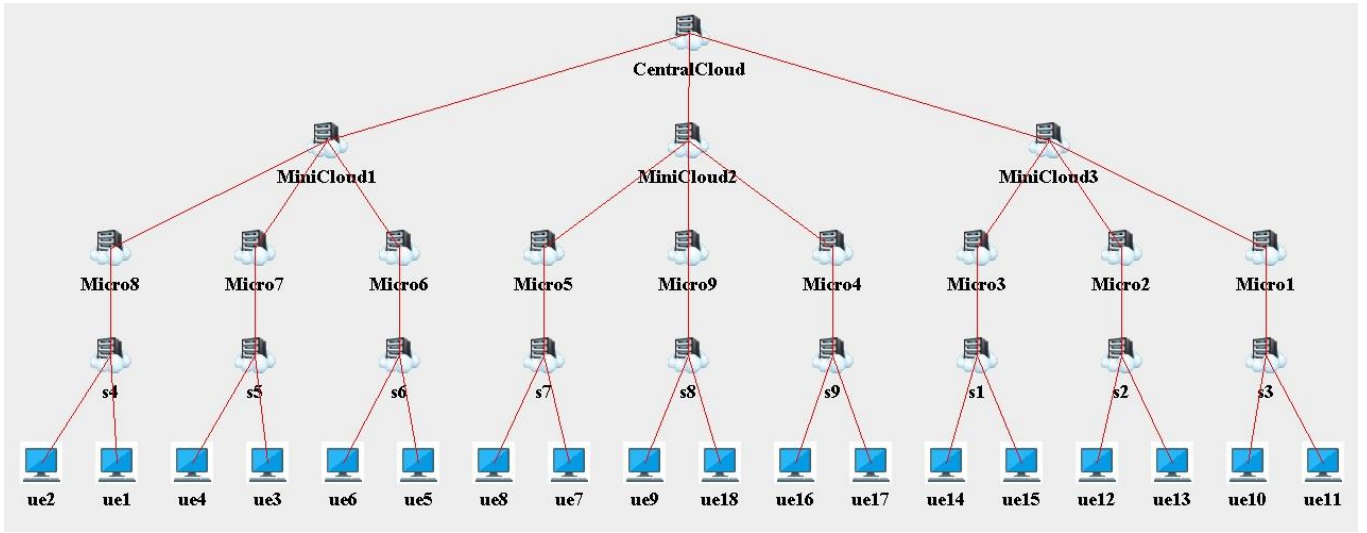 CentralCloud
MiniCloud1 MiniCloud2 MiniCloud3
Micro8 Micro7 Micro6 Micro5 Micro9 Micro4 Micro3 Micro2 Micro1
s4 s5 s6 s7 s8 s9 s1 s2 s3
ue2 ue1 ue4 ue3 ue6 ue5 ue8 ue7 ue9 ue18 ue16 ue17 ue14 ue15 ue12 ue13 ue10 ue11